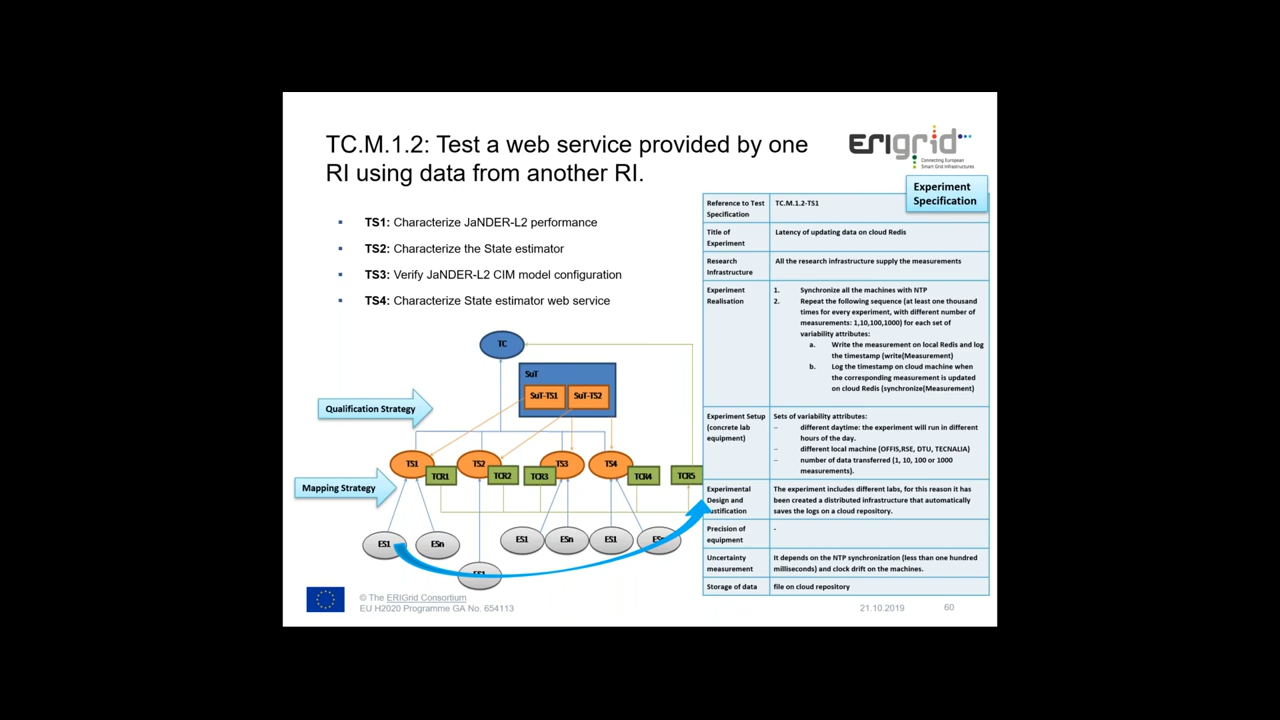 TC.M.1.2: Test a web service provided by one
RI using data from another RI.
ERIgrid
Connecting European
Smart Grid Infrastructures
Experiment
Specification
TS1: Characterize JaNDER-L2 performance
TS2: Characterize the State estimator
TS3: Verify JaNDER-L2 CIM model configuration
TS4: Characterize State estimator web service
TC
SuT
SuT-TS1
SuT-TS2
Qualification Strategy
TS1
TS2
TS3
TS4
TCR1
TCR2
TCR3
TCR4
TCR5
Mapping Strategy
ES1
ESn
ES1
ESn
ES1
ESn
ES1
Reference to Test
Specification
TC.M.1.2-TS1
Title of
Experiment
Latency of updating data on cloud Redis
Research
Infrastructure
All the research infrastructure supply the measurements
Experiment
Realisation
1. Synchronize all the machines with NTP
2. Repeat the following sequence (at least one thousand
times for every experiment, with different number of
measurements: 1,10,100,1000) for each set of
variability attributes:
a. Write the measurement on local Redis and log
the timestamp (write(Measurement)
b. Log the timestamp on cloud machine when
the corresponding measurement is updated
on cloud Redis (synchronize(Measurement)
Experiment Setup
(concrete lab
equipment)
Sets of variability attributes:
– different daytime: the experiment will run in different
hours of the day.
– different local machine (OFFIS,RSE, DTU, TECNALIA)
– number of data transferred (1, 10, 100 or 1000
measurements).
Experimental
Design and
Justification
The experiment includes different labs, for this reason it has
been created a distributed infrastructure that automatically
saves the logs on a cloud repository.
Precision of
equipment
-
Uncertainty
measurement
It depends on the NTP synchronization (less than one hundred
milliseconds) and clock drift on the machines.
Storage of data
file on cloud repository
© The ERIGrid Consortium
EU H2020 Programme GA No. 654113
21.10.2019
60